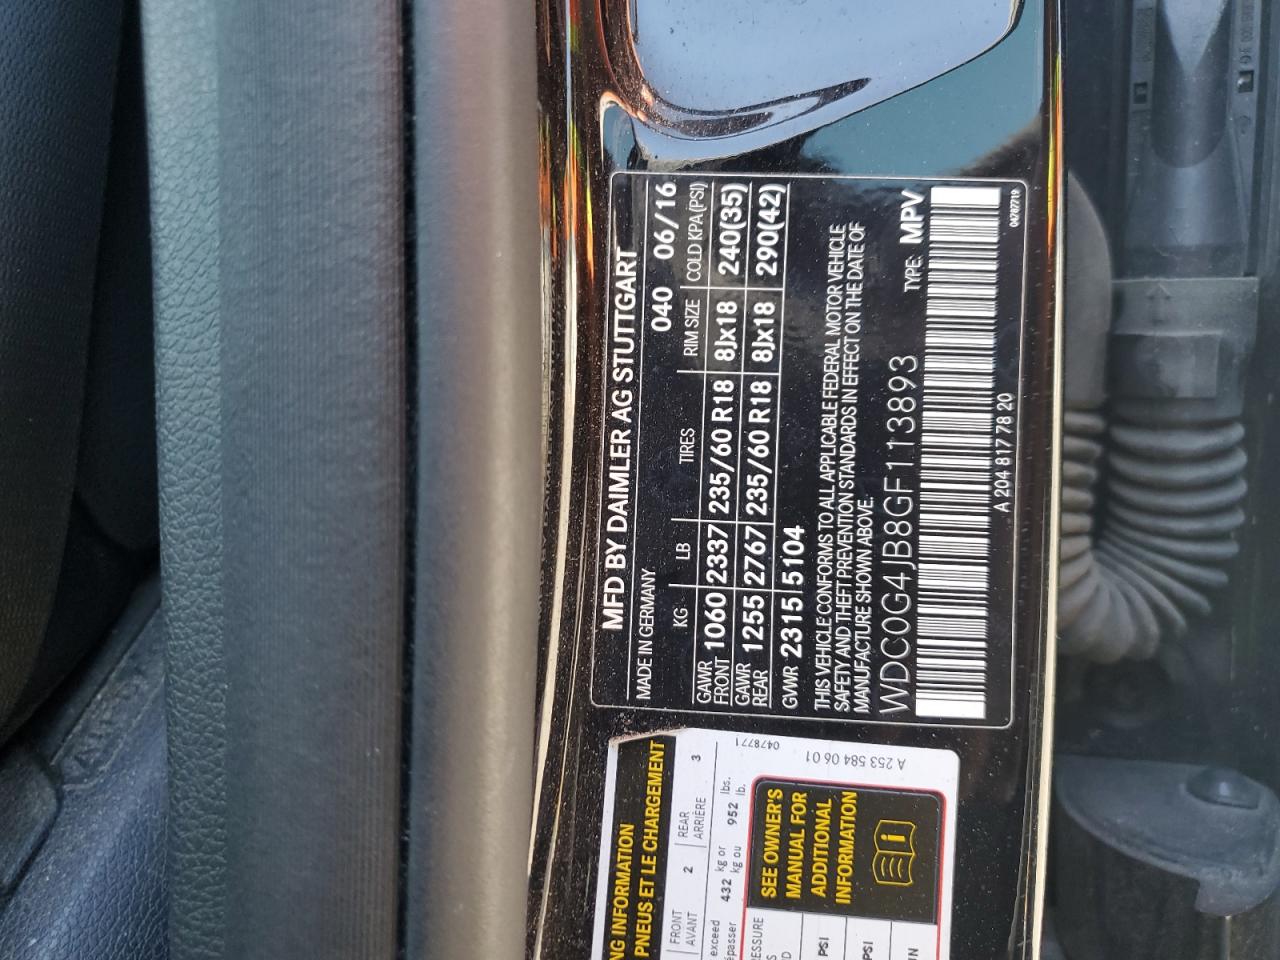 MFD BY DAIMLER AG STUTTGART
MADE IN GERMANY 040 06/16
KG LB TIRES RIM SIZE COLD KPA(PSI)
GAWR FRONT 1060 2337 235/60 R18 8Jx18 240(35)
GAWR REAR 1255 2767 235/60 R18 8Jx18 290(42)
GVWR 2315 5104
THIS VEHICLE CONFORMS TO ALL APPLICABLE FEDERAL MOTOR VEHICLE
SAFETY AND THEFT PREVENTION STANDARDS IN EFFECT ON THE DATE OF
MANUFACTURE SHOWN ABOVE.
WDC0G4JB8GF113893 TYPE: MPV
A 204 817 78 20
04787719
NG INFORMATION
PNEUS ET LE CHARGEMENT
FRONT 2 REAR 3
AVANT ARRIÈRE
exceed 432 kg or 952 lbs.
kg ou lb.
SEE OWNER'S
MANUAL FOR
ADDITIONAL
INFORMATION
PSI
PSI
A 253 584 06 01
0478771